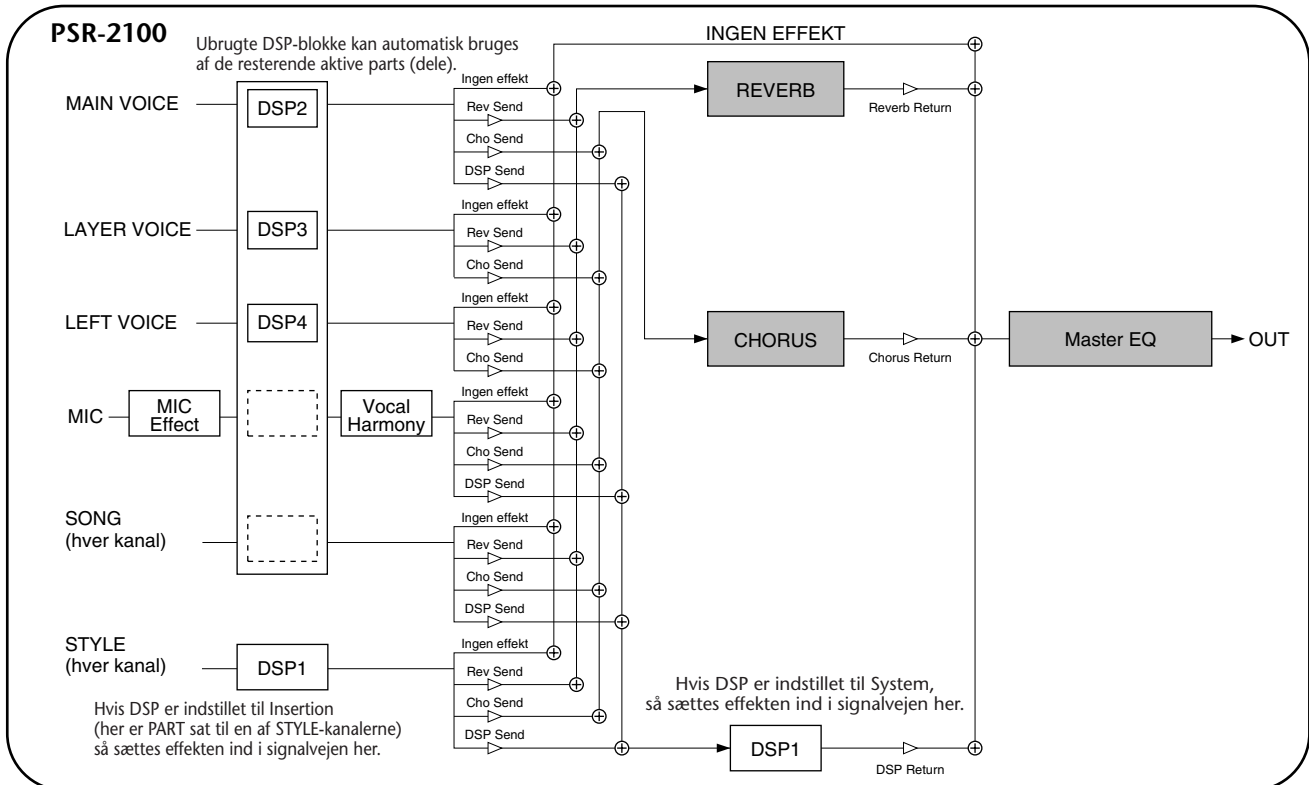 PSR-2100
Ubrugte DSP-blokke kan automatisk bruges
af de resterende aktive parts (dele).
INGEN EFFEKT
MAIN VOICE
DSP2
Ingen effekt
Rev Send
Cho Send
DSP Send
REVERB
Reverb Return
LAYER VOICE
DSP3
Ingen effekt
Rev Send
Cho Send
LEFT VOICE
DSP4
Ingen effekt
Rev Send
Cho Send
CHORUS
Chorus Return
Master EQ
OUT
MIC
MIC
Effect
Vocal
Harmony
Ingen effekt
Rev Send
Cho Send
DSP Send
SONG
(hver kanal)
Ingen effekt
Rev Send
Cho Send
DSP Send
STYLE
(hver kanal)
DSP1
Ingen effekt
Rev Send
Cho Send
DSP Send
Hvis DSP er indstillet til Insertion
(her er PART sat til en af STYLE-kanalerne)
så sættes effekten ind i signalvejen her.
Hvis DSP er indstillet til System,
så sættes effekten ind i signalvejen her.
DSP1
DSP Return